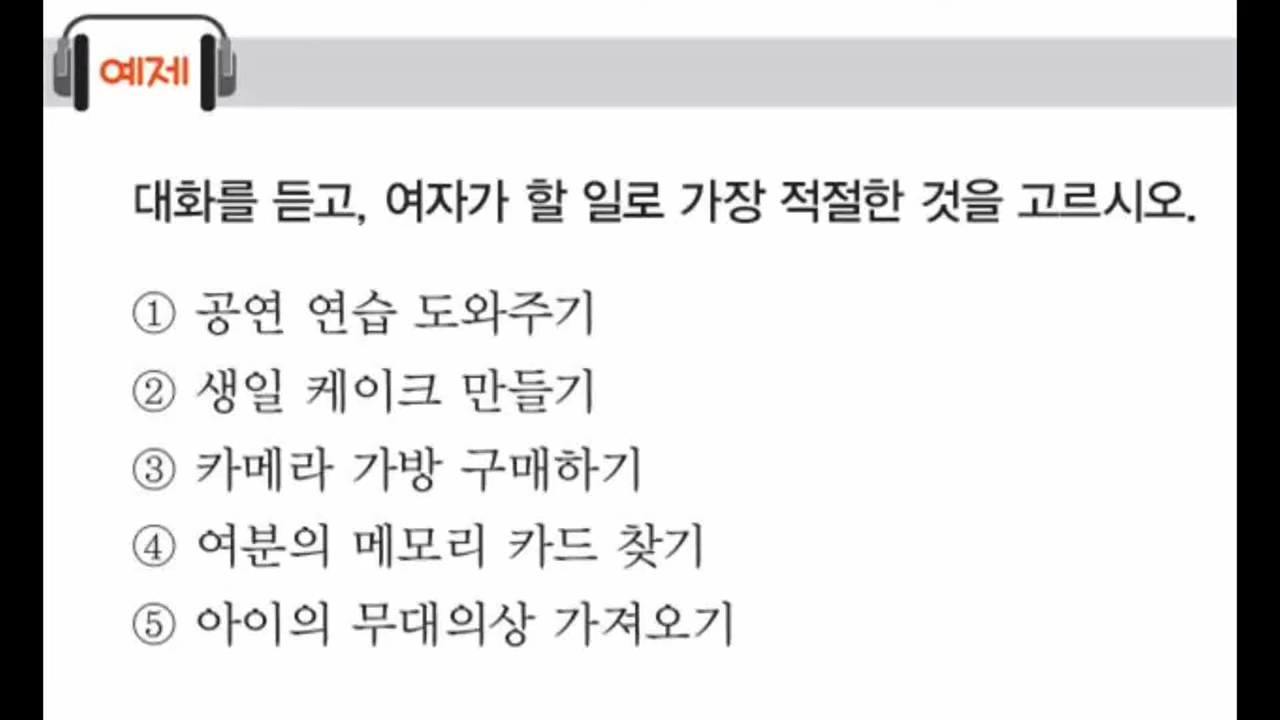 예제
대화를 듣고, 여자가 할 일로 가장 적절한 것을 고르시오.
① 공연 연습 도와주기
② 생일 케이크 만들기
③ 카메라 가방 구매하기
④ 여분의 메모리 카드 찾기
⑤ 아이의 무대의상 가져오기